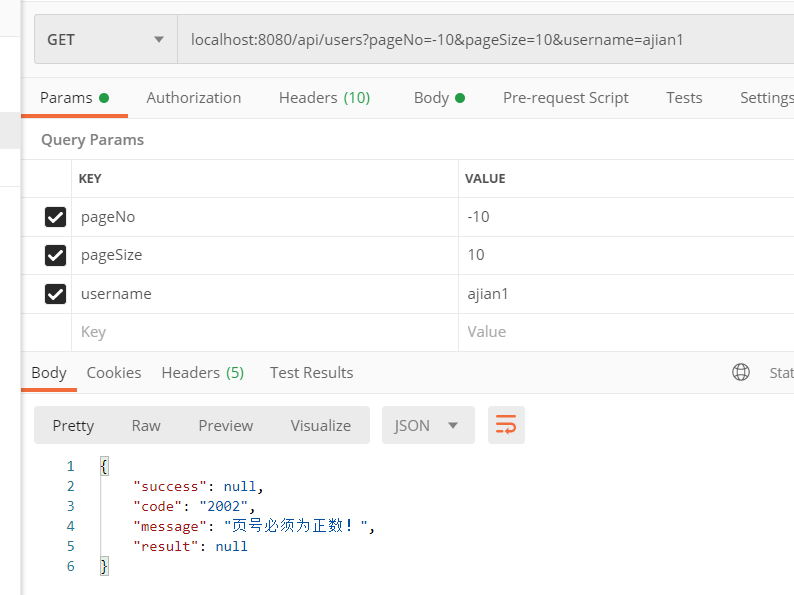 GET localhost:8080/api/users?pageNo=-10&pageSize=10&username=ajian1
Params Authorization Headers (10) Body Pre-request Script Tests Settings
Query Params
KEY VALUE
pageNo -10
pageSize 10
username ajian1
Key Value
Body Cookies Headers (5) Test Results Stat
Pretty Raw Preview Visualize JSON
1 {
2 "success": null,
3 "code": "2002",
4 "message": "页号必须为正数！",
5 "result": null
6 }